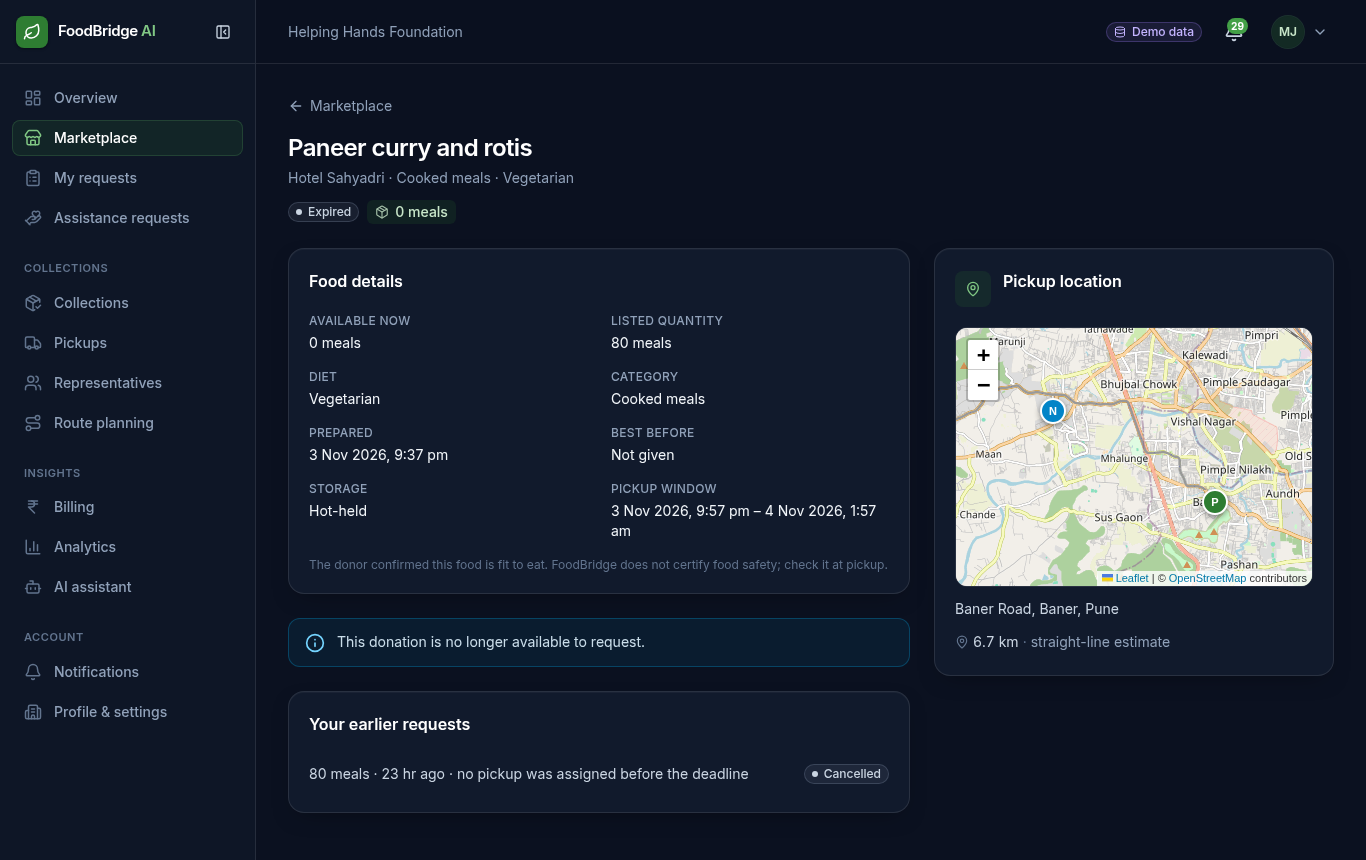 FoodBridge AI
Helping Hands Foundation
Demo data
29
MJ
Overview
Marketplace
My requests
Assistance requests
COLLECTIONS
Collections
Pickups
Representatives
Route planning
INSIGHTS
Billing
Analytics
AI assistant
ACCOUNT
Notifications
Profile & settings
Marketplace
Paneer curry and rotis
Hotel Sahyadri · Cooked meals · Vegetarian
Expired
0 meals
Food details
AVAILABLE NOW
0 meals
LISTED QUANTITY
80 meals
DIET
Vegetarian
CATEGORY
Cooked meals
PREPARED
3 Nov 2026, 9:37 pm
BEST BEFORE
Not given
STORAGE
Hot-held
PICKUP WINDOW
3 Nov 2026, 9:57 pm – 4 Nov 2026, 1:57
am
The donor confirmed this food is fit to eat. FoodBridge does not certify food safety; check it at pickup.
This donation is no longer available to request.
Your earlier requests
80 meals · 23 hr ago · no pickup was assigned before the deadline
Cancelled
Pickup location
+
−
Pimpri
Kalewadi
Bhujbal Chowk
Pimple Saudagar
N
Vishal Nagar
Maan
Mhalunge
Pimple Nilakh
Aundh
P
Chande
Sus Gaon
Pashan
Leaflet | © OpenStreetMap contributors
Baner Road, Baner, Pune
6.7 km · straight-line estimate